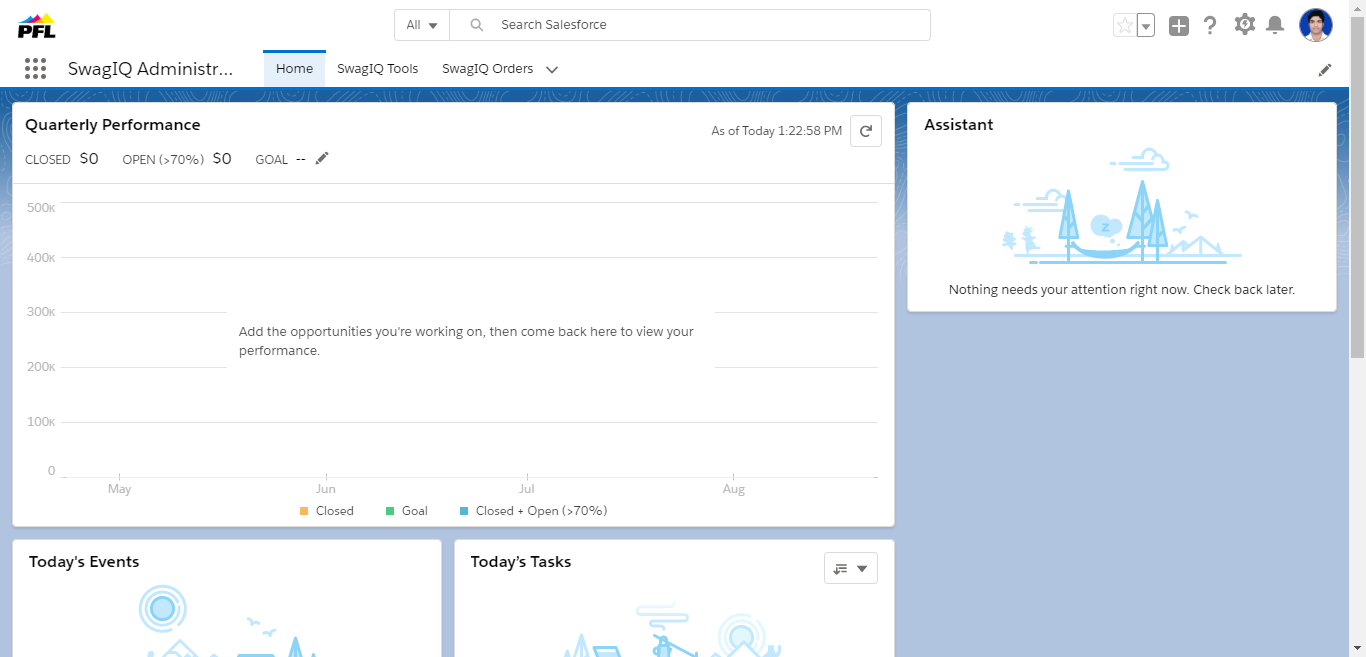 PFL
All
Search Salesforce
SwagIQ Administr...
Home
SwagIQ Tools
SwagIQ Orders
Quarterly Performance
As of Today 1:22:58 PM
CLOSED $0 OPEN (>70%) $0 GOAL --
500K
400K
300K
200K
100K
0
Add the opportunities you're working on, then come back here to view your
performance.
May
Jun
Jul
Aug
Closed
Goal
Closed + Open (>70%)
Assistant
z
Nothing needs your attention right now. Check back later.
Today's Events
Today's Tasks